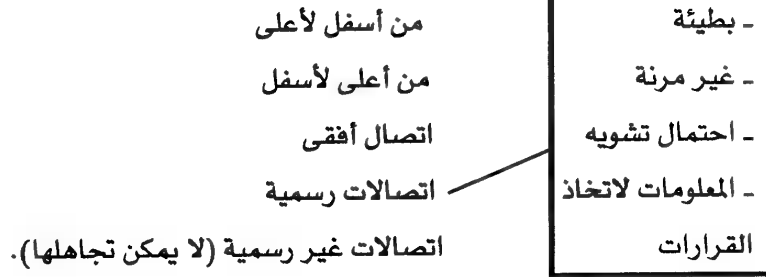 ـ بطيئة من أسفل لأعلى
ـ غير مرنة من أعلى لأسفل
ـ احتمال تشويه اتصال أفقى
ـ المعلومات لاتخاذ اتصالات رسمية
القرارات اتصالات غير رسمية (لا يمكن تجاهلها).